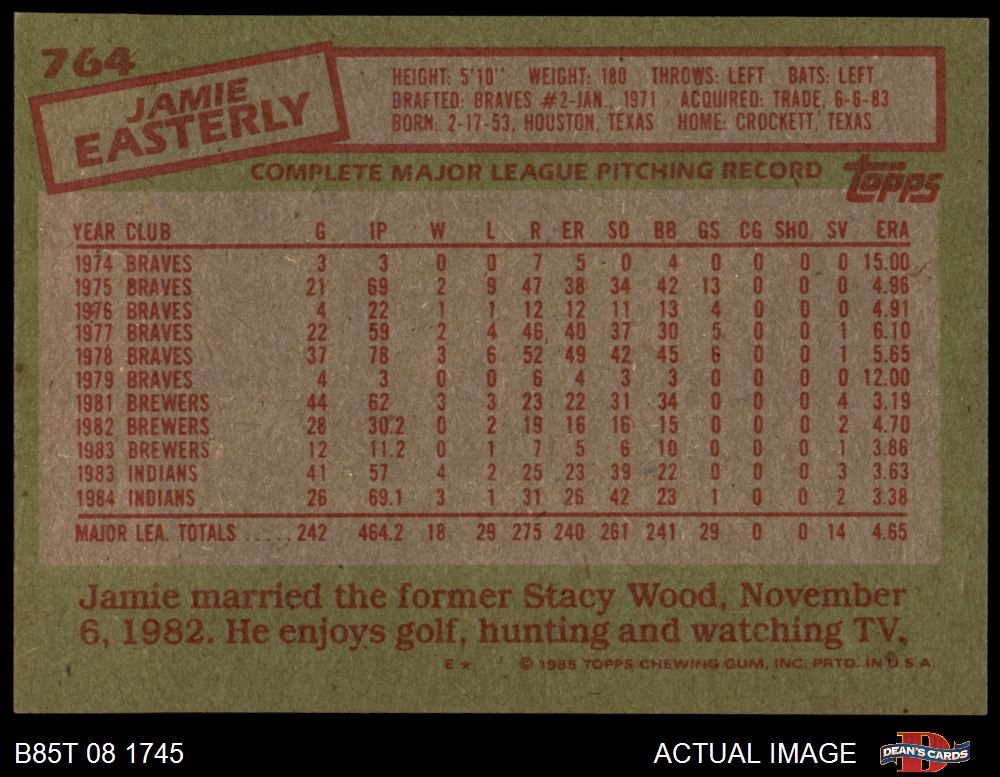 764
JAMIE
EASTERLY
HEIGHT: 5'10" WEIGHT: 180 THROWS: LEFT BATS: LEFT
DRAFTED: BRAVES #2-JAN., 1971 · ACQUIRED: TRADE, 6-6-83
BORN: 2-17-53, HOUSTON, TEXAS HOME: CROCKETT, TEXAS
COMPLETE MAJOR LEAGUE PITCHING RECORD
topps
YEAR CLUB G IP W L R ER SO BB GS CG SHO SV ERA
1974 BRAVES 3 3 0 0 7 5 0 4 0 0 0 0 15.00
1975 BRAVES 21 69 2 9 47 38 34 42 13 0 0 0 4.96
1976 BRAVES 4 22 1 1 12 12 11 13 4 0 0 0 4.91
1977 BRAVES 22 59 2 4 46 40 37 30 5 0 0 1 6.10
1978 BRAVES 37 78 3 6 52 49 42 45 6 0 0 1 5.65
1979 BRAVES 4 3 0 0 6 4 3 3 0 0 0 0 12.00
1981 BREWERS 44 62 3 3 23 22 31 34 0 0 0 4 3.19
1982 BREWERS 28 30.2 0 2 19 16 16 15 0 0 0 2 4.70
1983 BREWERS 12 11.2 0 1 7 5 6 10 0 0 0 1 3.86
1983 INDIANS 41 57 4 2 25 23 39 22 0 0 0 3 3.63
1984 INDIANS 26 69.1 3 1 31 26 42 23 1 0 0 2 3.38
MAJOR LEA. TOTALS ..... 242 464.2 18 29 275 240 261 241 29 0 0 14 4.65
Jamie married the former Stacy Wood, November
6, 1982. He enjoys golf, hunting and watching TV.
E * © 1985 TOPPS CHEWING GUM, INC. PRTD. IN U.S.A.
B85T 08 1745 ACTUAL IMAGE DEAN'S CARDS